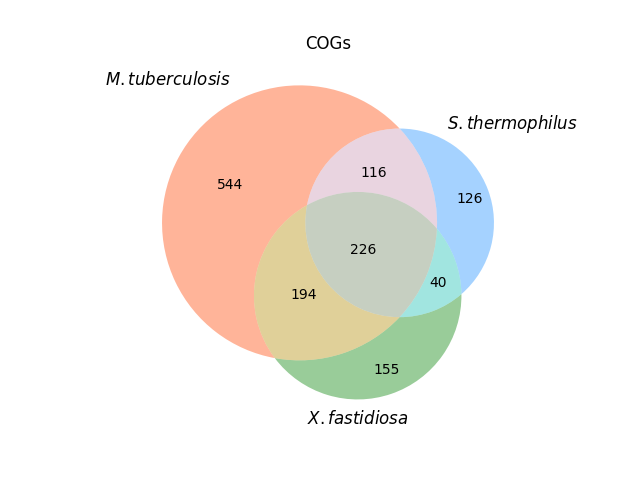 COGs
M.tuberculosis
S.thermophilus
544
116
126
226
40
194
155
X.fastidiosa